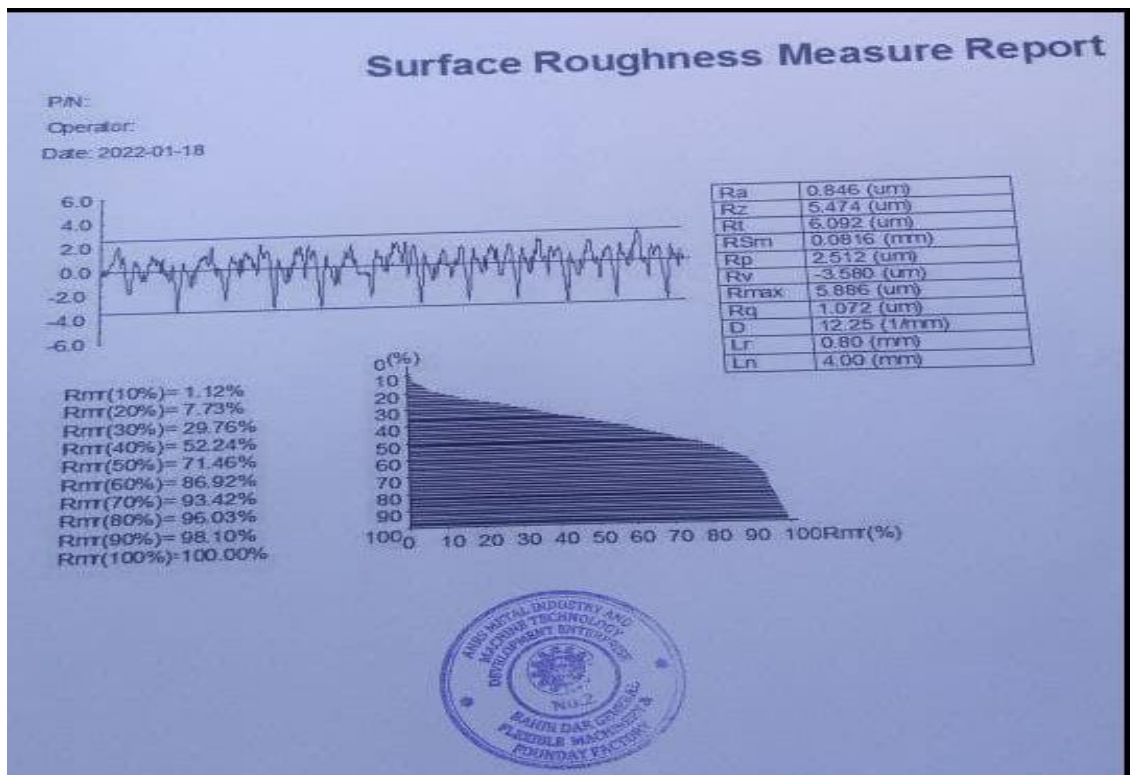 Surface Roughness Measure Report
P/N:
Operator:
Date: 2022-01-18
6.0
4.0
2.0
0.0
-2.0
-4.0
-6.0
Ra 0.846 (um)
Rz 5.474 (um)
Rt 6.092 (um)
RSm 0.0816 (mm)
Rp 2.512 (um)
Rv -3.580 (um)
Rmax 5.886 (um)
Rq 1.072 (um)
D 12.25 (1/mm)
Lr 0.80 (mm)
Ln 4.00 (mm)
Rmr(10%)= 1.12%
Rmr(20%)= 7.73%
Rmr(30%)= 29.76%
Rmr(40%)= 52.24%
Rmr(50%)= 71.46%
Rmr(60%)= 86.92%
Rmr(70%)= 93.42%
Rmr(80%)= 96.03%
Rmr(90%)= 98.10%
Rmr(100%)=100.00%
0(%)
10
20
30
40
50
60
70
80
90
100
0 10 20 30 40 50 60 70 80 90 100Rmr(%)
METAL INDUSTRY AND
MACHINE TECHNOLOGY
DEVELOPMENT ENTERPRISE
No.2
BAHIR DAR GENERAL
FLEXIBLE MACHINERY &
FOUNDAY FACTORY